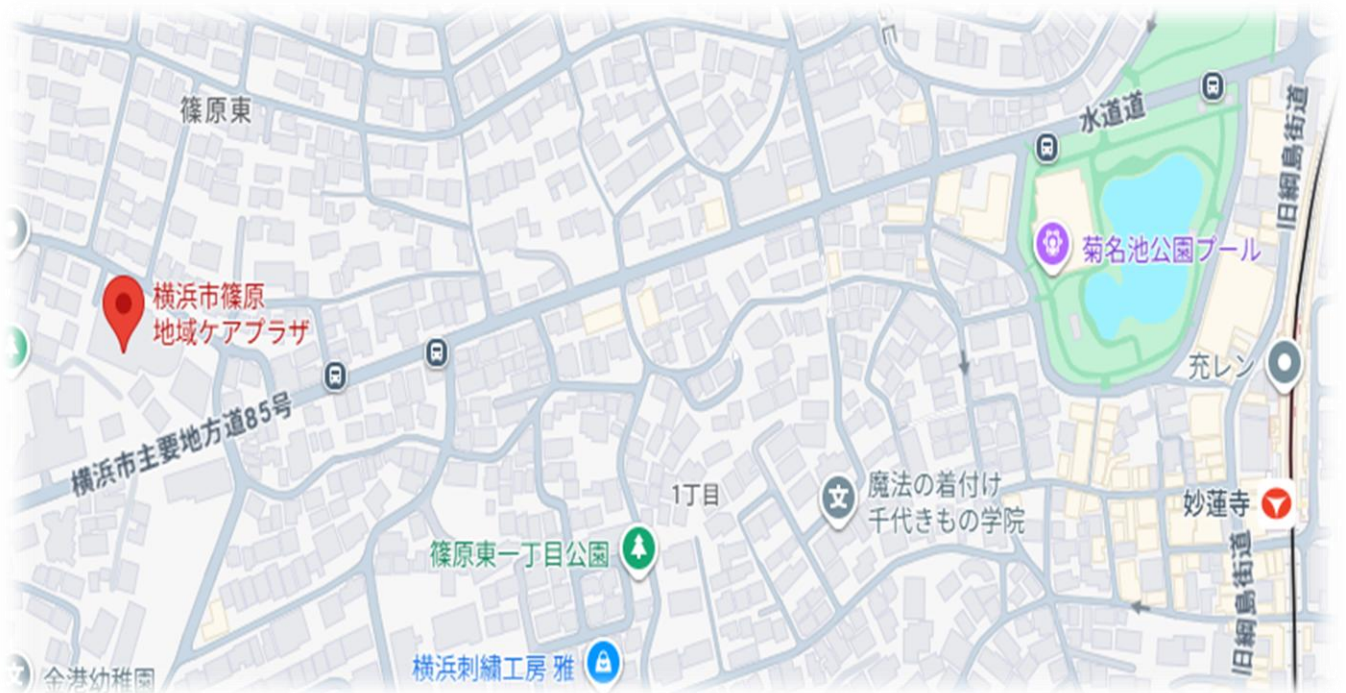 篠原東
水道道
旧綱島街道
菊名池公園プール
横浜市篠原
地域ケアプラザ
充レン
横浜市主要地方道85号
1丁目
魔法の着付け
千代きもの学院
妙蓮寺
篠原東一丁目公園
旧綱島街道
横浜刺繍工房 雅
金港幼稚園